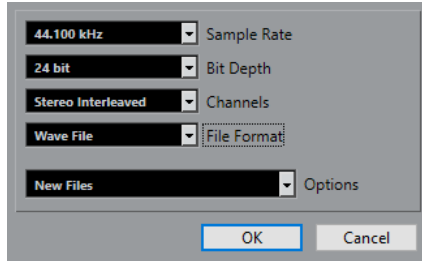 44.100 kHz Sample Rate
24 bit Bit Depth
Stereo Interleaved Channels
Wave File File Format
New Files Options
OK Cancel